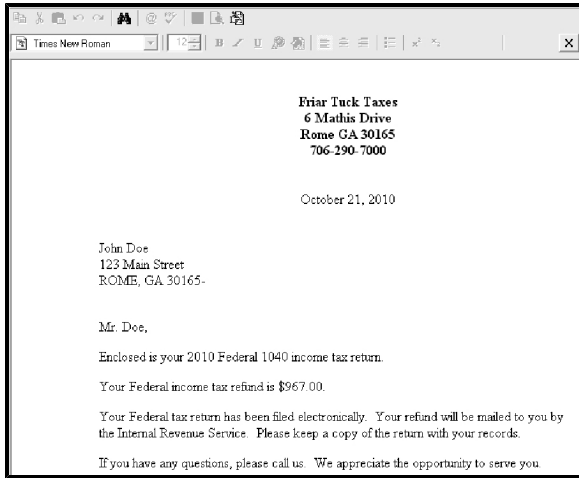 Times New Roman
12
B
U
x²
x₂
X
Friar Tuck Taxes
6 Mathis Drive
Rome GA 30165
706-290-7000
October 21, 2010
John Doe
123 Main Street
ROME, GA 30165-
Mr. Doe,
Enclosed is your 2010 Federal 1040 income tax return.
Your Federal income tax refund is $967.00.
Your Federal tax return has been filed electronically.  Your refund will be mailed to you by
the Internal Revenue Service.  Please keep a copy of the return with your records.
If you have any questions, please call us.  We appreciate the opportunity to serve you.